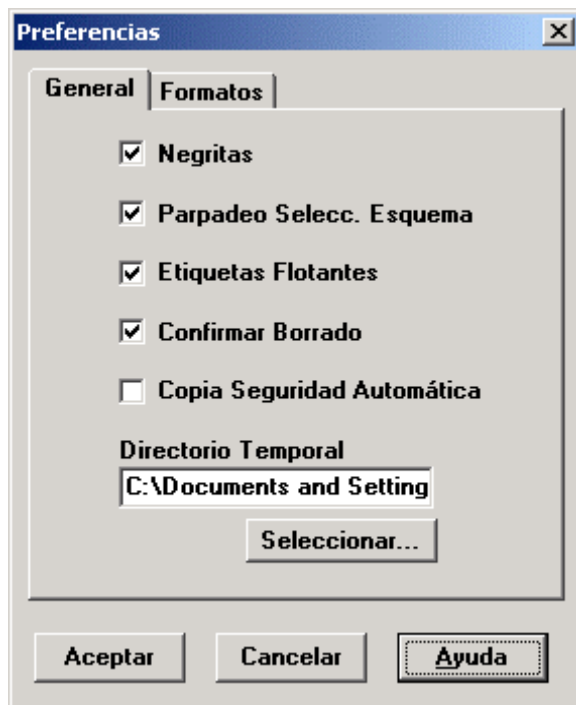 Preferencias
General Formatos
Negritas
Parpadeo Selecc. Esquema
Etiquetas Flotantes
Confirmar Borrado
Copia Seguridad Automática
Directorio Temporal
C:\Documents and Setting
Seleccionar...
Aceptar Cancelar Ayuda